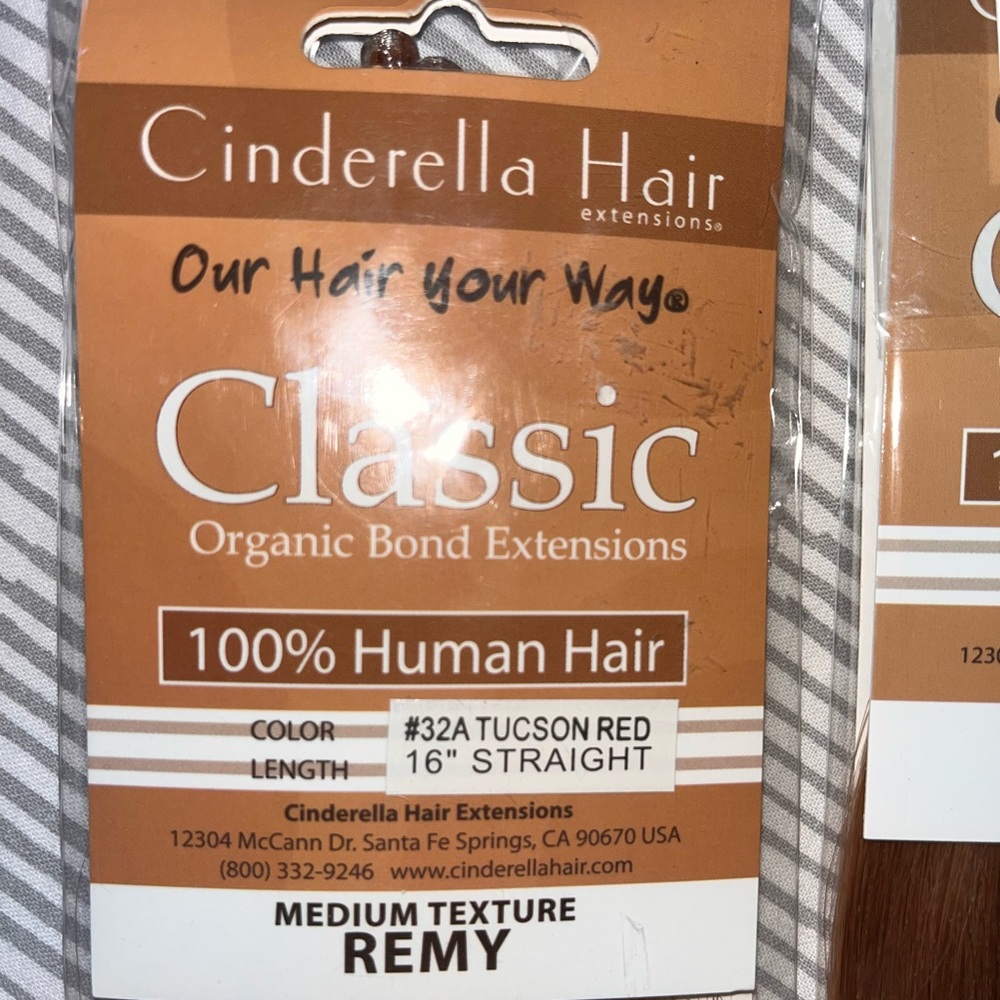 Cinderella Hair
extensions®
Our Hair Your Way®
Classic
Organic Bond Extensions
100% Human Hair
COLOR #32A TUCSON RED
LENGTH 16" STRAIGHT
Cinderella Hair Extensions
12304 McCann Dr. Santa Fe Springs, CA 90670 USA
(800) 332-9246 www.cinderellahair.com
MEDIUM TEXTURE
REMY